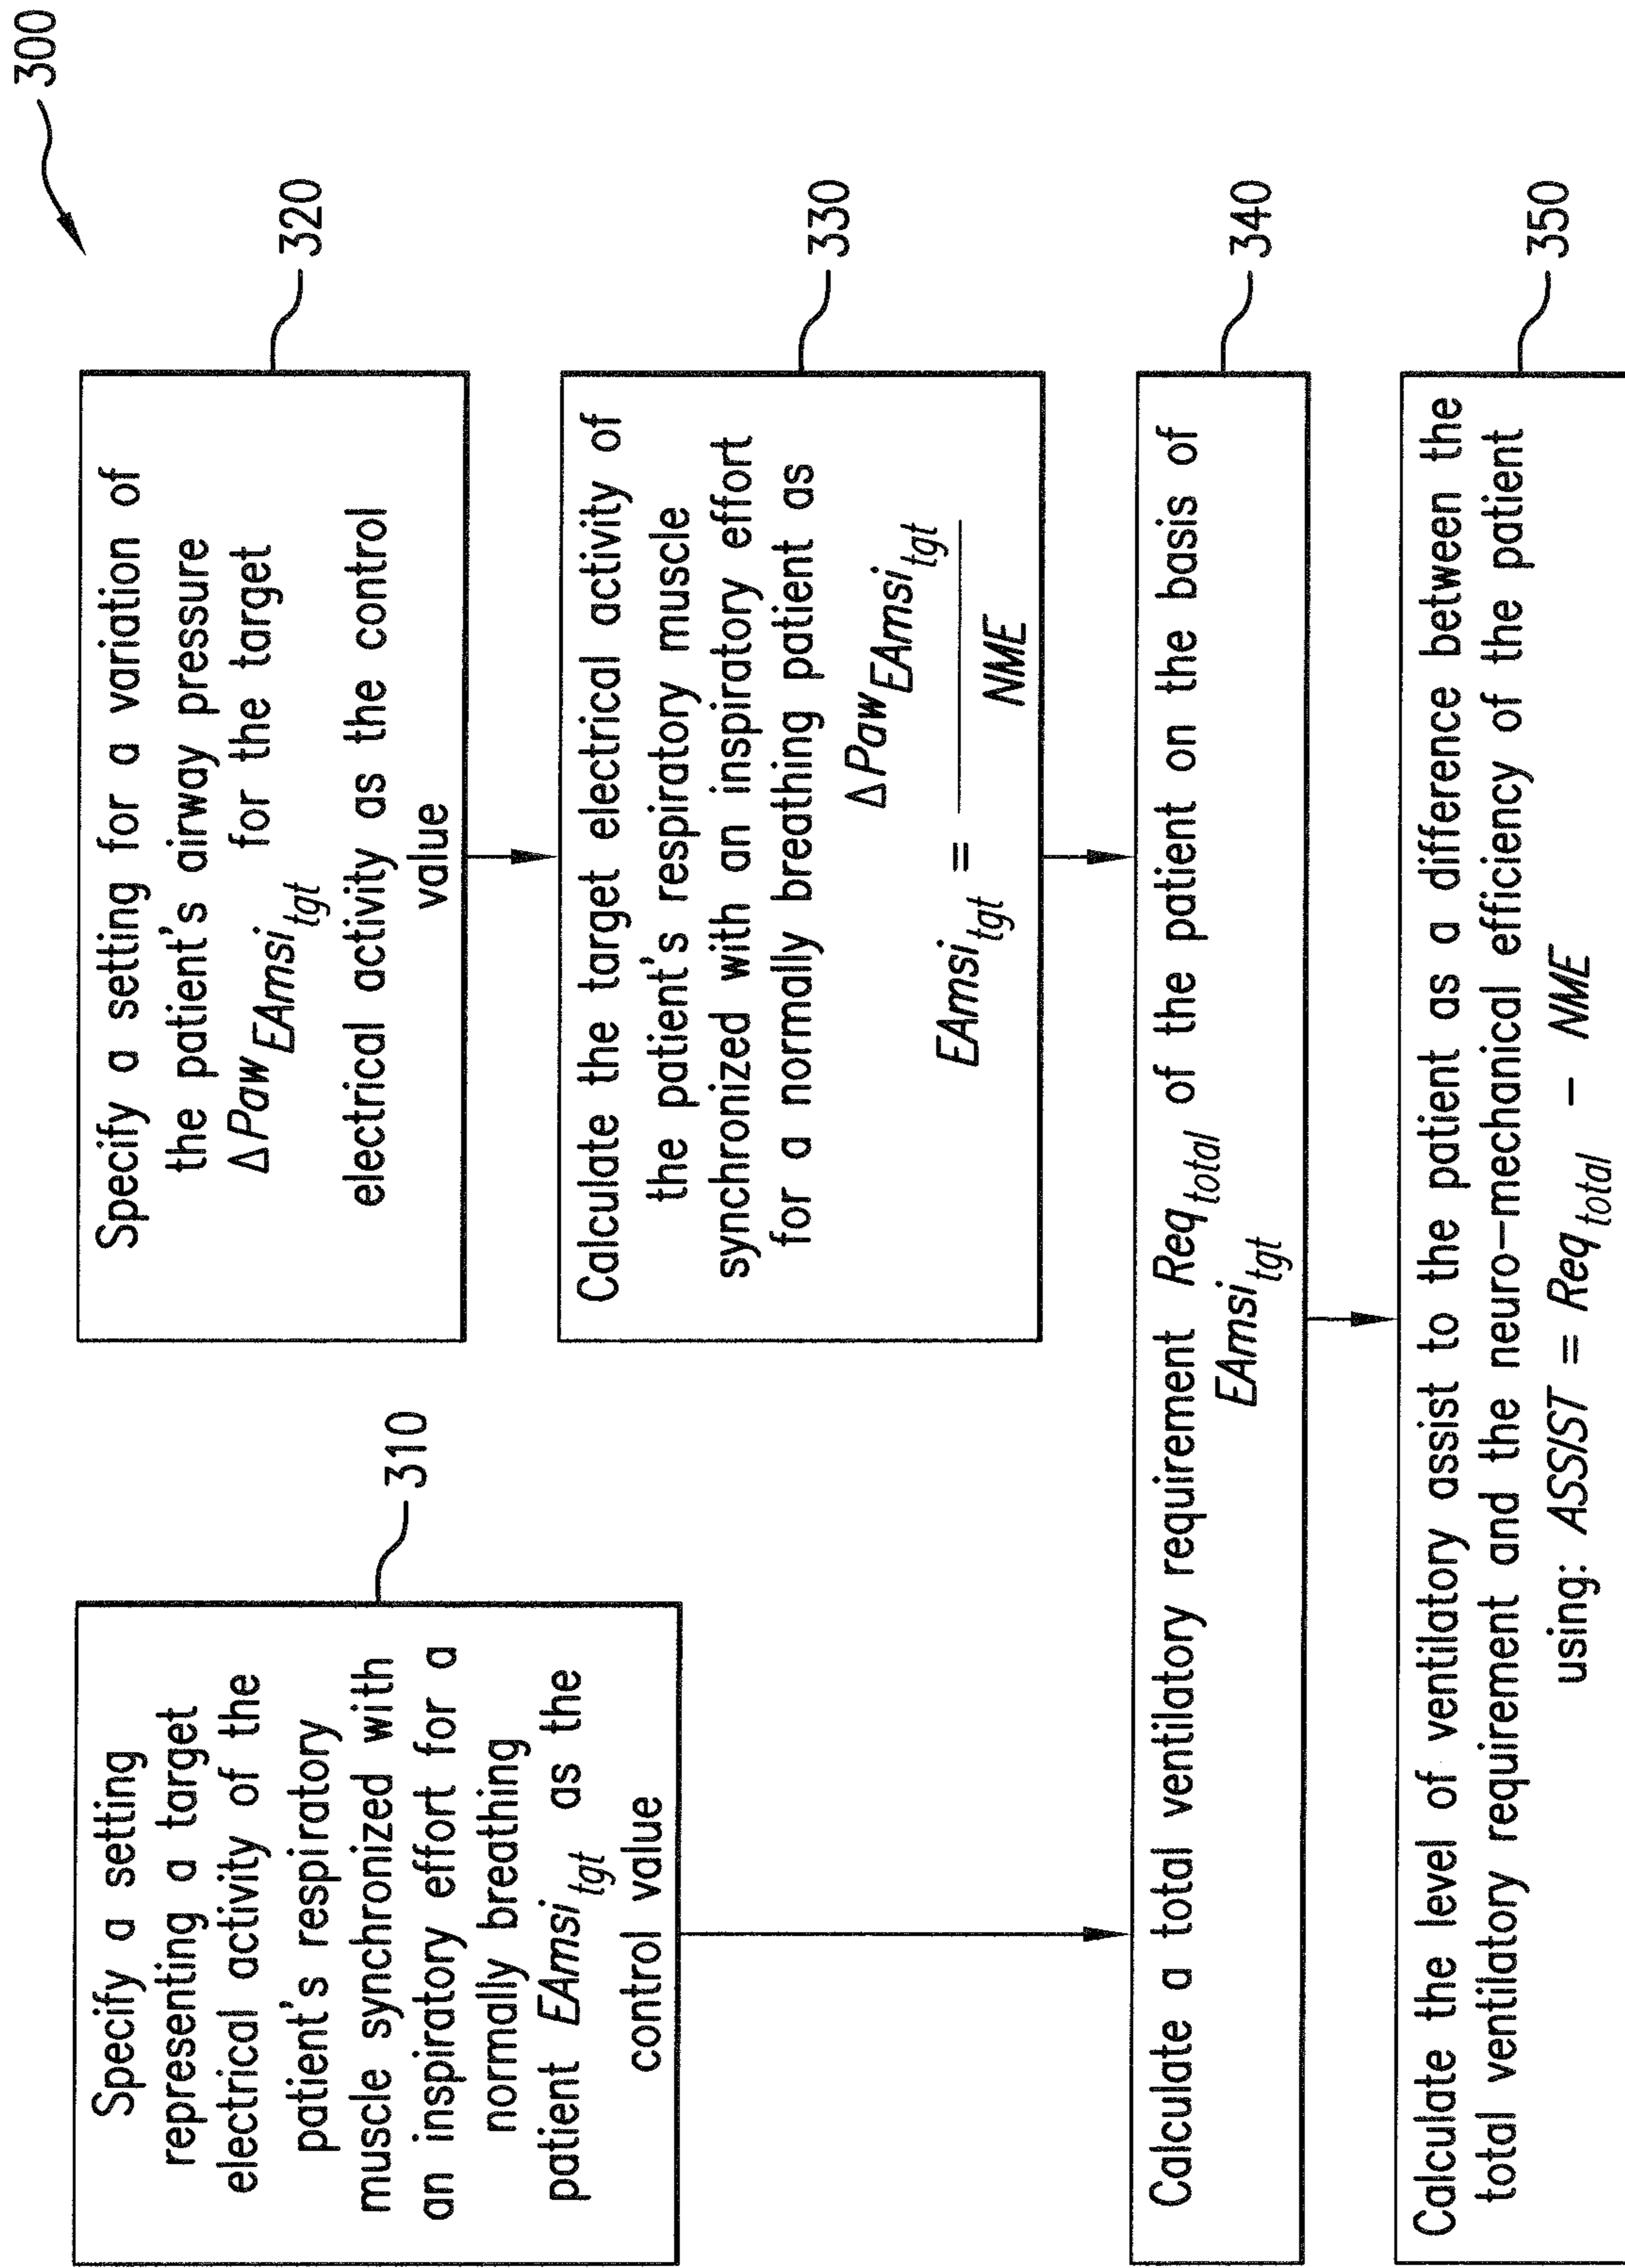 300
Specify a setting
representing a target
electrical activity of the
patient's respiratory
muscle synchronized with
an inspiratory effort for a
normally breathing
patient EAmsi_tgt as the
control value
310
Specify a setting for a variation of
the patient's airway pressure
ΔPaw_EAmsi_tgt for the target
electrical activity as the control
value
320
Calculate the target electrical activity of
the patient's respiratory muscle
synchronized with an inspiratory effort
for a normally breathing patient as
EAmsi_tgt = ΔPaw_EAmsi_tgt / NME
330
Calculate a total ventilatory requirement Req_total of the patient on the basis of
EAmsi_tgt
340
Calculate the level of ventilatory assist to the patient as a difference between the
total ventilatory requirement and the neuro-mechanical efficiency of the patient
using: ASSIST = Req_total - NME
350